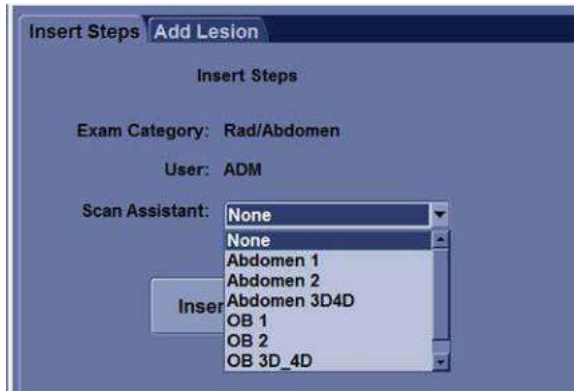 Insert Steps Add Lesion
Insert Steps
Exam Category: Rad/Abdomen
User: ADM
Scan Assistant: None
None
Abdomen 1
Abdomen 2
Abdomen 3D4D
Inser
OB 1
OB 2
OB 3D_4D